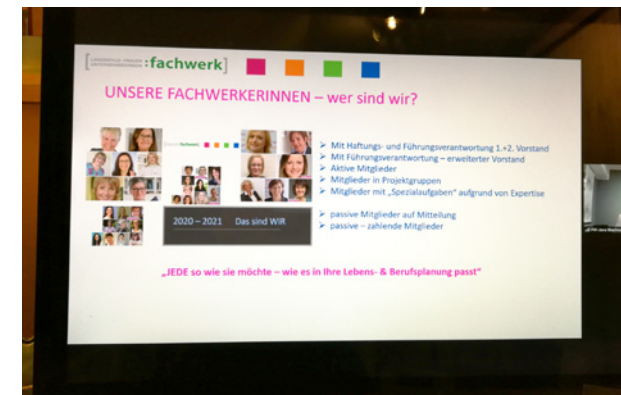 :fachwerk]
UNSERE FACHWERKERINNEN – wer sind wir?
:fachwerk]
➢ Mit Haftungs- und Führungsverantwortung 1.+2. Vorstand
➢ Mit Führungsverantwortung – erweiterter Vorstand
➢ Aktive Mitglieder
➢ Mitglieder in Projektgruppen
➢ Mitglieder mit „Spezialaufgaben" aufgrund von Expertise
➢ passive Mitglieder auf Mitteilung
➢ passive – zahlende Mitglieder
2020 – 2021 Das sind WIR
„JEDE so wie sie möchte – wie es in Ihre Lebens- & Berufsplanung passt"